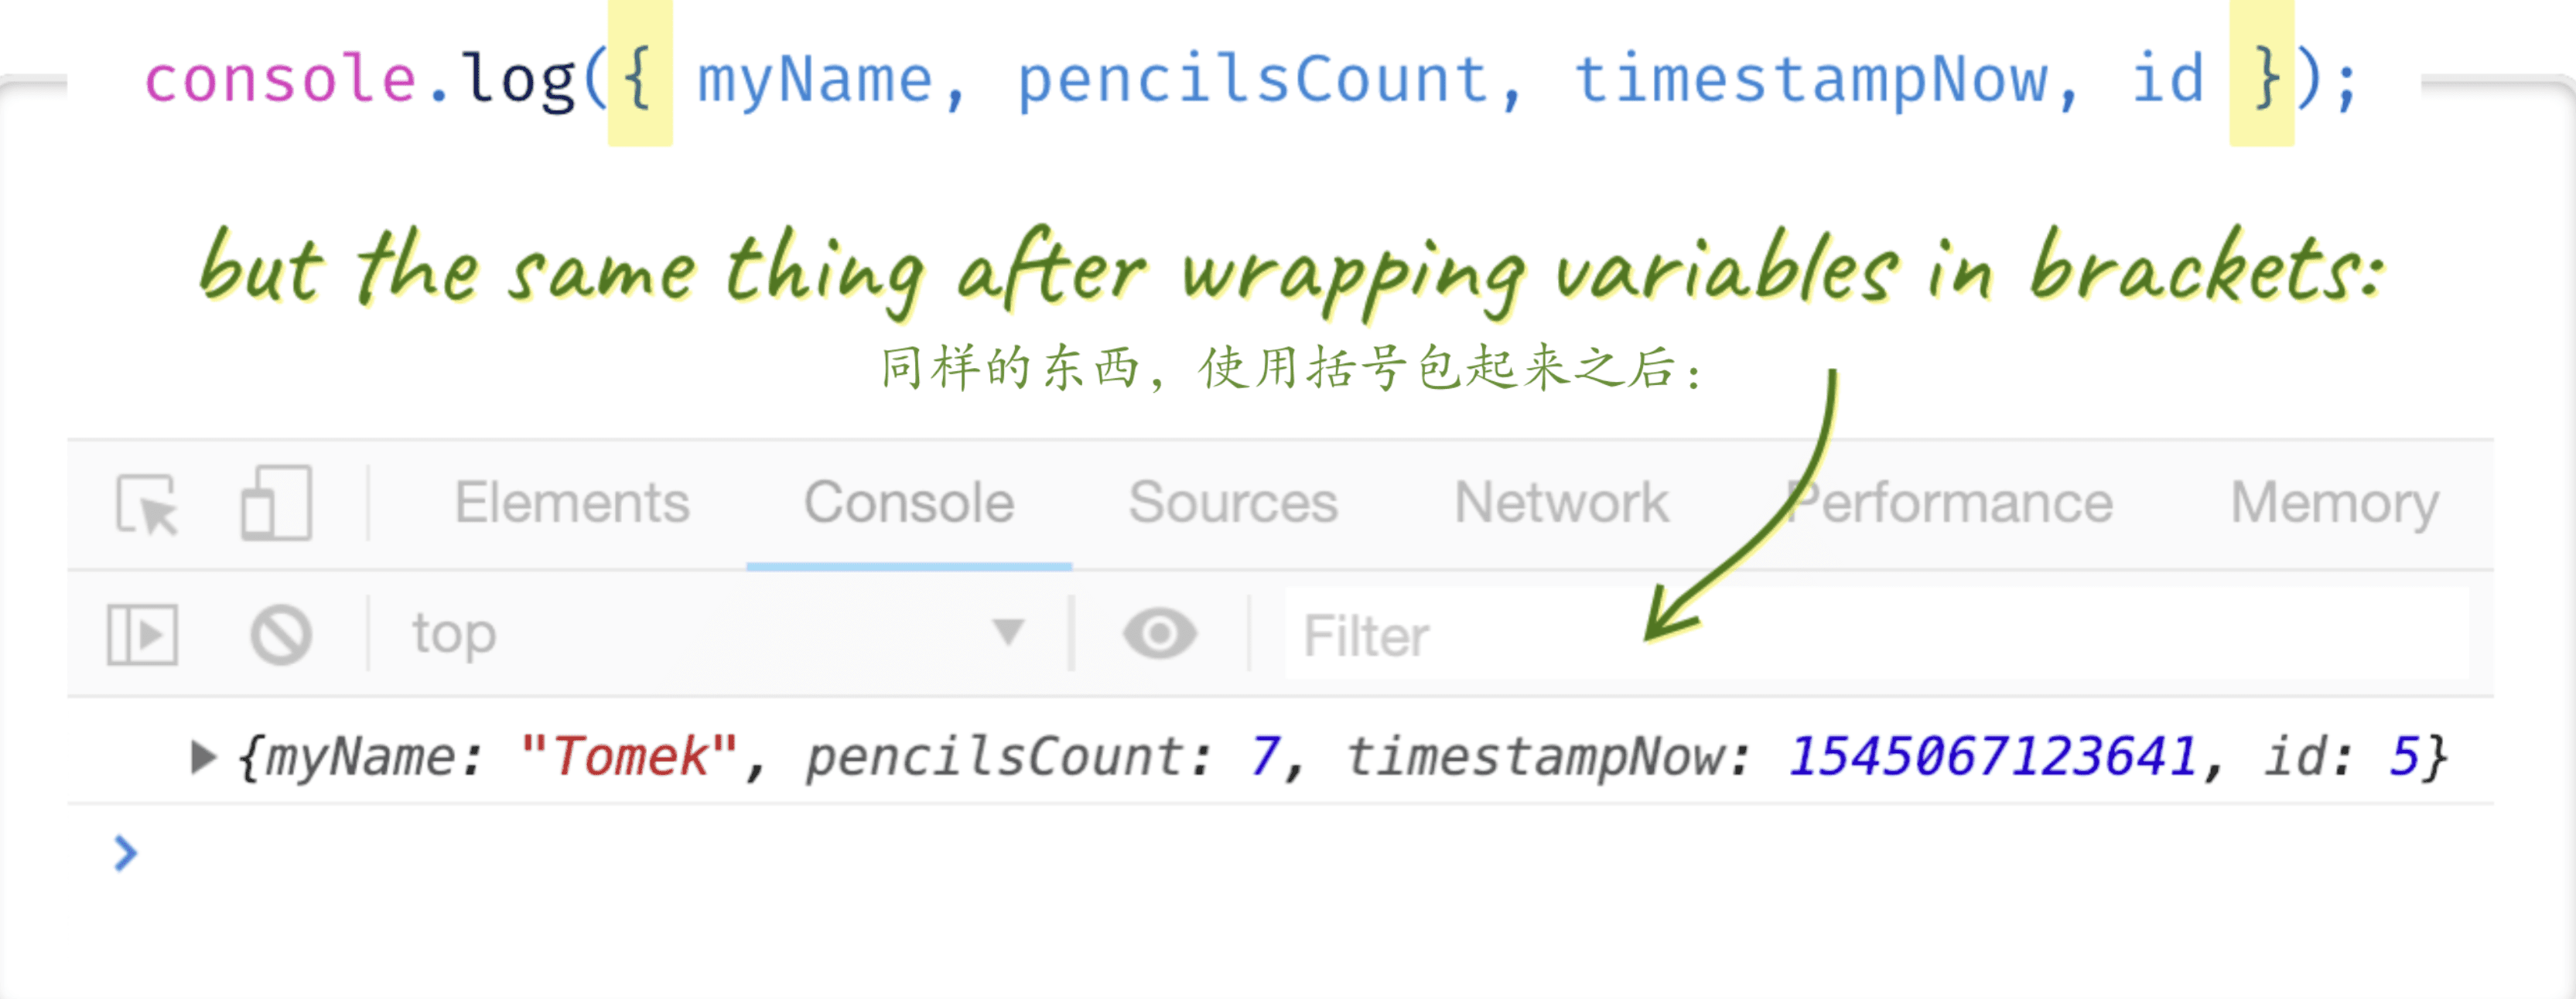 console.log({ myName, pencilsCount, timestampNow, id });
but the same thing after wrapping variables in brackets:
同样的东西，使用括号包起来之后：
Elements Console Sources Network Performance Memory
top Filter
{myName: "Tomek", pencilsCount: 7, timestampNow: 1545067123641, id: 5}